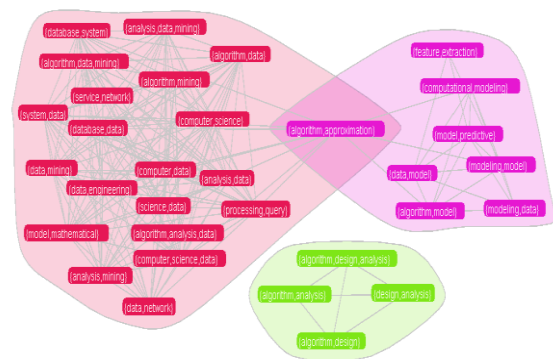 {database,system}
{analysis,data,mining}
{algorithm,data}
{algorithm,data,mining}
{algorithm,mining}
{service,network}
{system,data}
{computer,science}
{database,data}
{data,mining}
{computer,data}
{analysis,data}
{data,engineering}
{science,data}
{processing,query}
{model,mathematical}
{algorithm,analysis,data}
{computer,science,data}
{analysis,mining}
{data,network}
{algorithm,approximation}
{feature,extraction}
{computational,modeling}
{model,predictive}
{modeling,model}
{data,model}
{algorithm,model}
{modeling,data}
{algorithm,design,analysis}
{algorithm,analysis}
{design,analysis}
{algorithm,design}